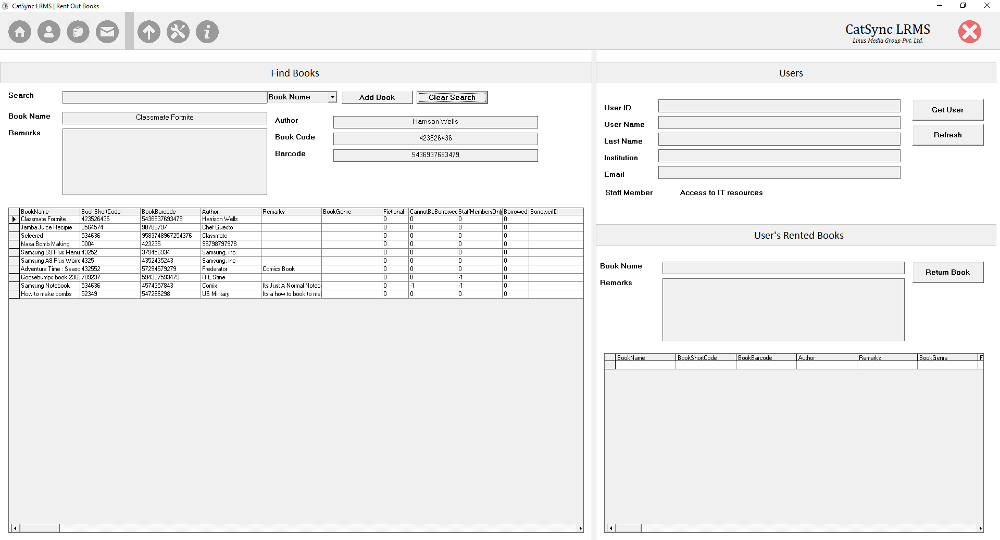 CatSync LRMS | Rent Out Books
CatSync LRMS
Linus Media Group Pvt. Ltd.
Find Books
Search
Book Name
Add Book
Clear Search
Book Name
Classmate Fortnite
Remarks
Author
Harrison Wells
Book Code
423526436
Barcode
5436937693479
BookName BookShortCode BookBarcode Author Remarks BookGenre Fictional CannotBeBorrowed StaffMembersOnly Borrowed BorrowerID
Classmate Fortnite 423526436 5436937693479 Harrison Wells 0 0 0 0
Jamba Juice Recipie 3564574 98789797 Chef Guesto 0 0 0 0
Selecred 534636 9583748967254376 Classmate 0 0 0 0
Nasa Bomb Making 0004 423235 98798797978 0 0 0 0
Samsung S9 Plus Manu 43252 379456934 Samsung, inc 0 0 0 0
Samsung A8 Plus Warre 4325 4352435243 Samsung, inc 0 0 0 0
Adventure Time : Seaso 432552 57294579279 Frederator Comics Book 0 0 0 0
Goosebumps book 2362 789237 594387593479 R.L.Stine 0 0 -1 0
Samsung Notebook 534636 4574357843 Comix Its Just A Normal Noteb 0 -1 -1 0
How to make bombs 52349 547296298 US Millitary Its a how to book to mak 0 0 0 0
Users
User ID
Get User
User Name
Last Name
Refresh
Institution
Email
Staff Member
Access to IT resources
User's Rented Books
Book Name
Return Book
Remarks
BookName BookShortCode BookBarcode Author Remarks BookGenre F